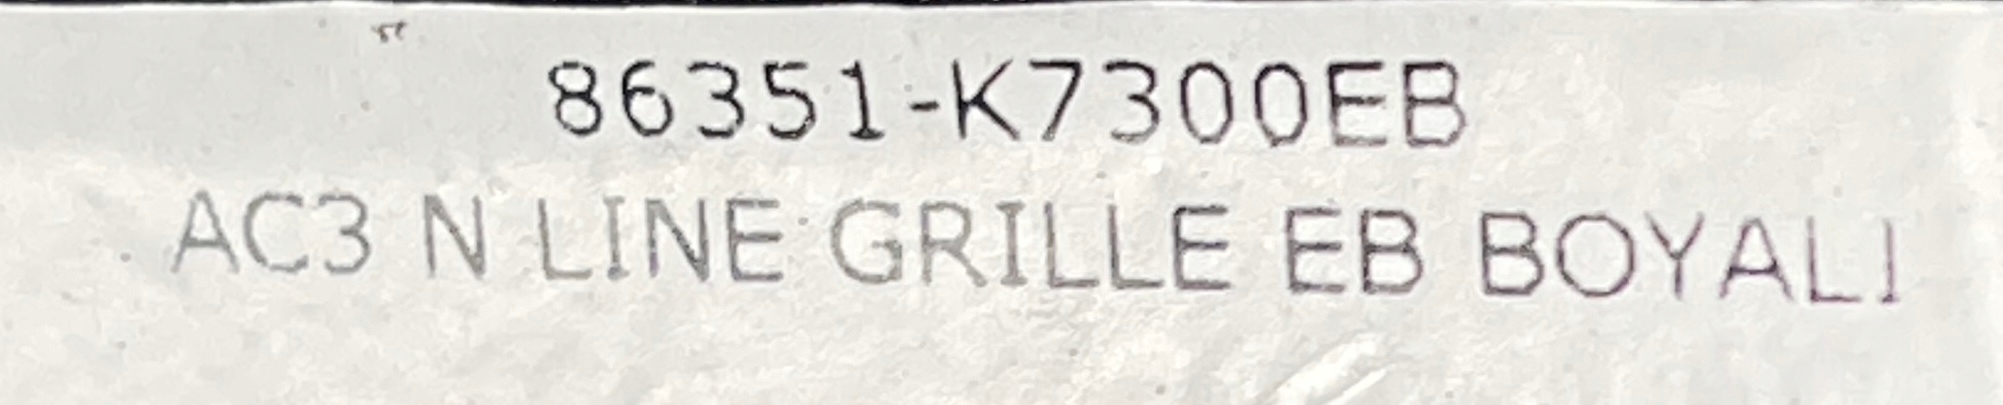 86351-K7300EB
AC3 N LINE GRILLE EB BOYALI